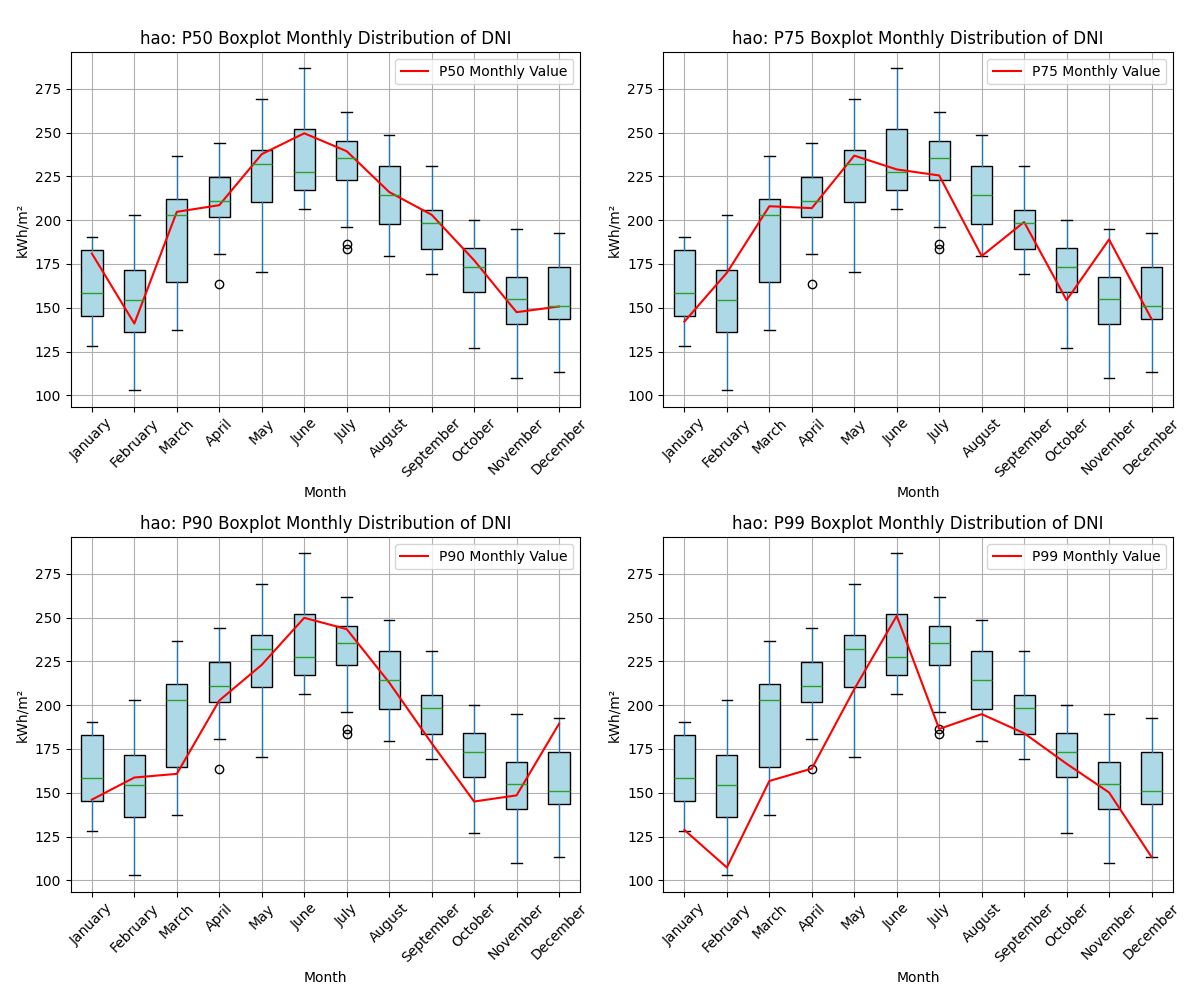 hao: P50 Boxplot Monthly Distribution of DNI
P50 Monthly Value
275
250
225
200
175
150
125
100
kWh/m²
January
February
March
April
May
June
July
August
September
October
November
December
Month
hao: P75 Boxplot Monthly Distribution of DNI
P75 Monthly Value
275
250
225
200
175
150
125
100
kWh/m²
January
February
March
April
May
June
July
August
September
October
November
December
Month
hao: P90 Boxplot Monthly Distribution of DNI
P90 Monthly Value
275
250
225
200
175
150
125
100
kWh/m²
January
February
March
April
May
June
July
August
September
October
November
December
Month
hao: P99 Boxplot Monthly Distribution of DNI
P99 Monthly Value
275
250
225
200
175
150
125
100
kWh/m²
January
February
March
April
May
June
July
August
September
October
November
December
Month